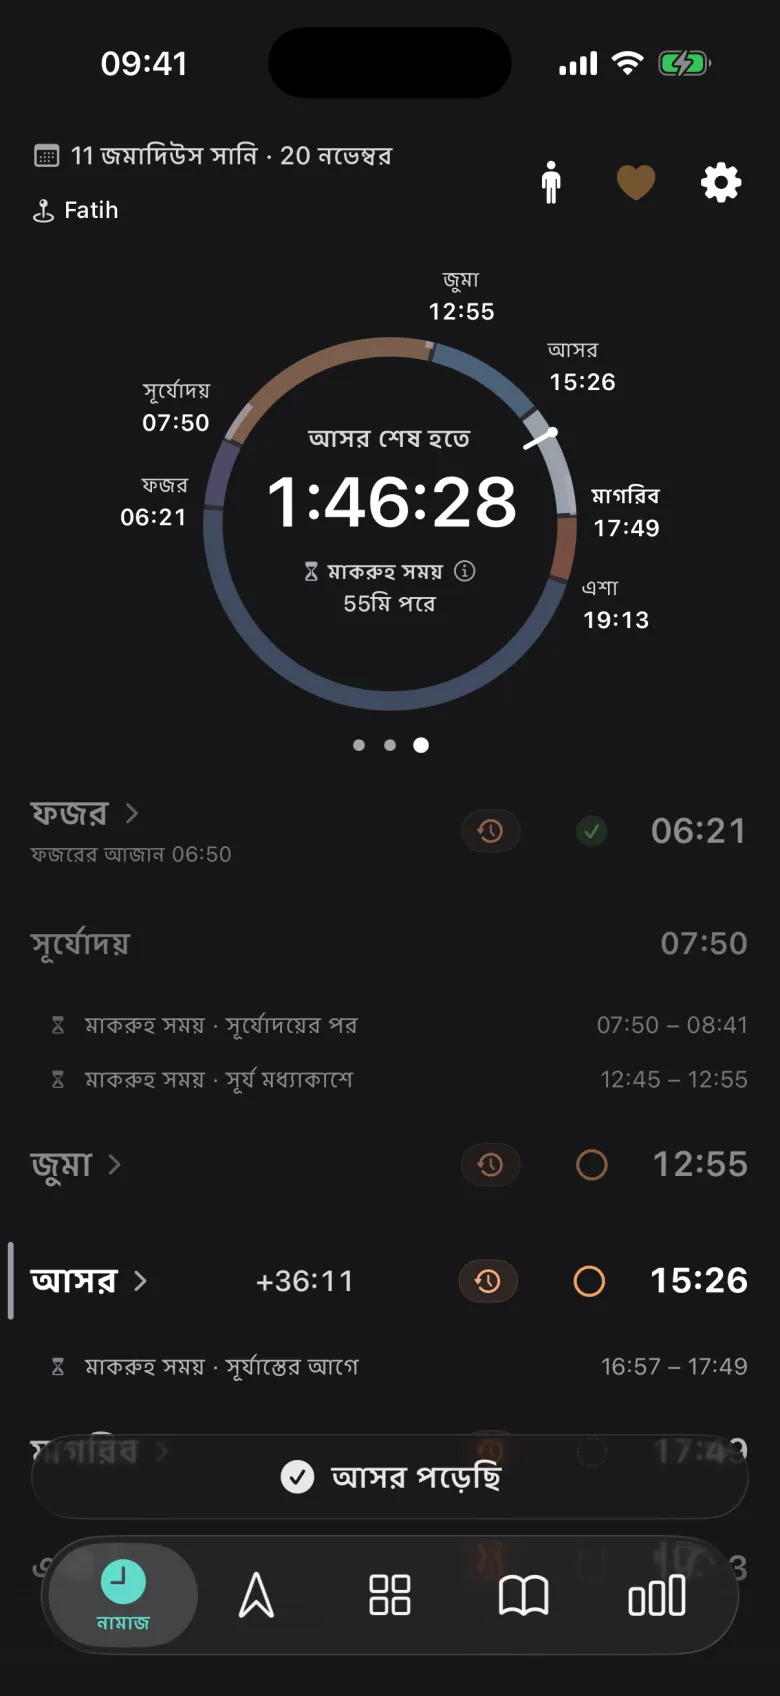 09:41
11 জমাদিউস সানি · 20 নভেম্বর
Fatih
জুমা
12:55
আসর
15:26
সূর্যোদয়
07:50
আসর শেষ হতে
1:46:28
ফজর
06:21
মাগরিব
17:49
মাকরুহ সময়
55মি পরে
এশা
19:13
ফজর
06:21
ফজরের আজান 06:50
সূর্যোদয়
07:50
মাকরুহ সময় · সূর্যোদয়ের পর
07:50 – 08:41
মাকরুহ সময় · সূর্য মধ্যাকাশে
12:45 – 12:55
জুমা
12:55
আসর
+36:11
15:26
মাকরুহ সময় · সূর্যাস্তের আগে
16:57 – 17:49
মাগরিব
17:49
আসর পড়েছি
নামাজ